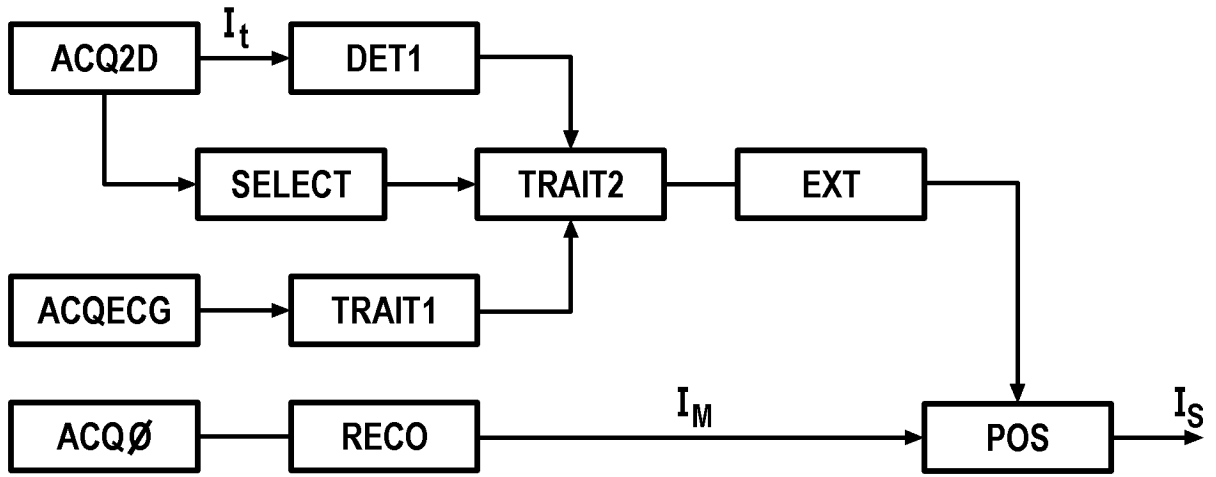 ACQ2D
I_t
DET1
SELECT
TRAIT2
EXT
ACQECG
TRAIT1
ACQØ
RECO
I_M
POS
I_S